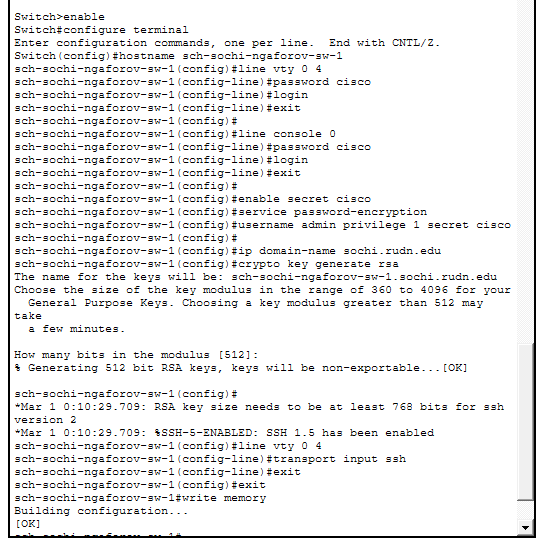 Switch>enable
Switch#configure terminal
Enter configuration commands, one per line.  End with CNTL/Z.
Switch(config)#hostname sch-sochi-ngaforov-sw-1
sch-sochi-ngaforov-sw-1(config)#line vty 0 4
sch-sochi-ngaforov-sw-1(config-line)#password cisco
sch-sochi-ngaforov-sw-1(config-line)#login
sch-sochi-ngaforov-sw-1(config-line)#exit
sch-sochi-ngaforov-sw-1(config)#
sch-sochi-ngaforov-sw-1(config)#line console 0
sch-sochi-ngaforov-sw-1(config-line)#password cisco
sch-sochi-ngaforov-sw-1(config-line)#login
sch-sochi-ngaforov-sw-1(config-line)#exit
sch-sochi-ngaforov-sw-1(config)#
sch-sochi-ngaforov-sw-1(config)#enable secret cisco
sch-sochi-ngaforov-sw-1(config)#service password-encryption
sch-sochi-ngaforov-sw-1(config)#username admin privilege 1 secret cisco
sch-sochi-ngaforov-sw-1(config)#
sch-sochi-ngaforov-sw-1(config)#ip domain-name sochi.rudn.edu
sch-sochi-ngaforov-sw-1(config)#crypto key generate rsa
The name for the keys will be: sch-sochi-ngaforov-sw-1.sochi.rudn.edu
Choose the size of the key modulus in the range of 360 to 4096 for your
  General Purpose Keys. Choosing a key modulus greater than 512 may
take
  a few minutes.
How many bits in the modulus [512]:
% Generating 512 bit RSA keys, keys will be non-exportable...[OK]
sch-sochi-ngaforov-sw-1(config)#
*Mar 1 0:10:29.709: RSA key size needs to be at least 768 bits for ssh
version 2
*Mar 1 0:10:29.709: %SSH-5-ENABLED: SSH 1.5 has been enabled
sch-sochi-ngaforov-sw-1(config)#line vty 0 4
sch-sochi-ngaforov-sw-1(config-line)#transport input ssh
sch-sochi-ngaforov-sw-1(config-line)#exit
sch-sochi-ngaforov-sw-1(config)#exit
sch-sochi-ngaforov-sw-1#write memory
Building configuration...
[OK]
sch-sochi-ngaforov-sw-1#